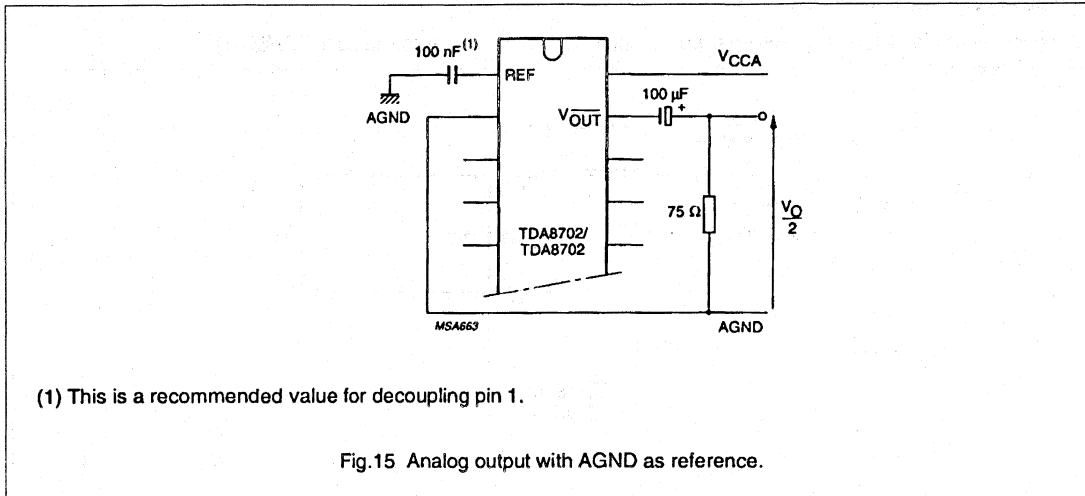 100 nF(1)
REF
VCCA
AGND
100 µF
+
VOUT
75 Ω
VO
2
TDA8702/
TDA8702
MSA663
AGND
(1) This is a recommended value for decoupling pin 1.
Fig.15 Analog output with AGND as reference.